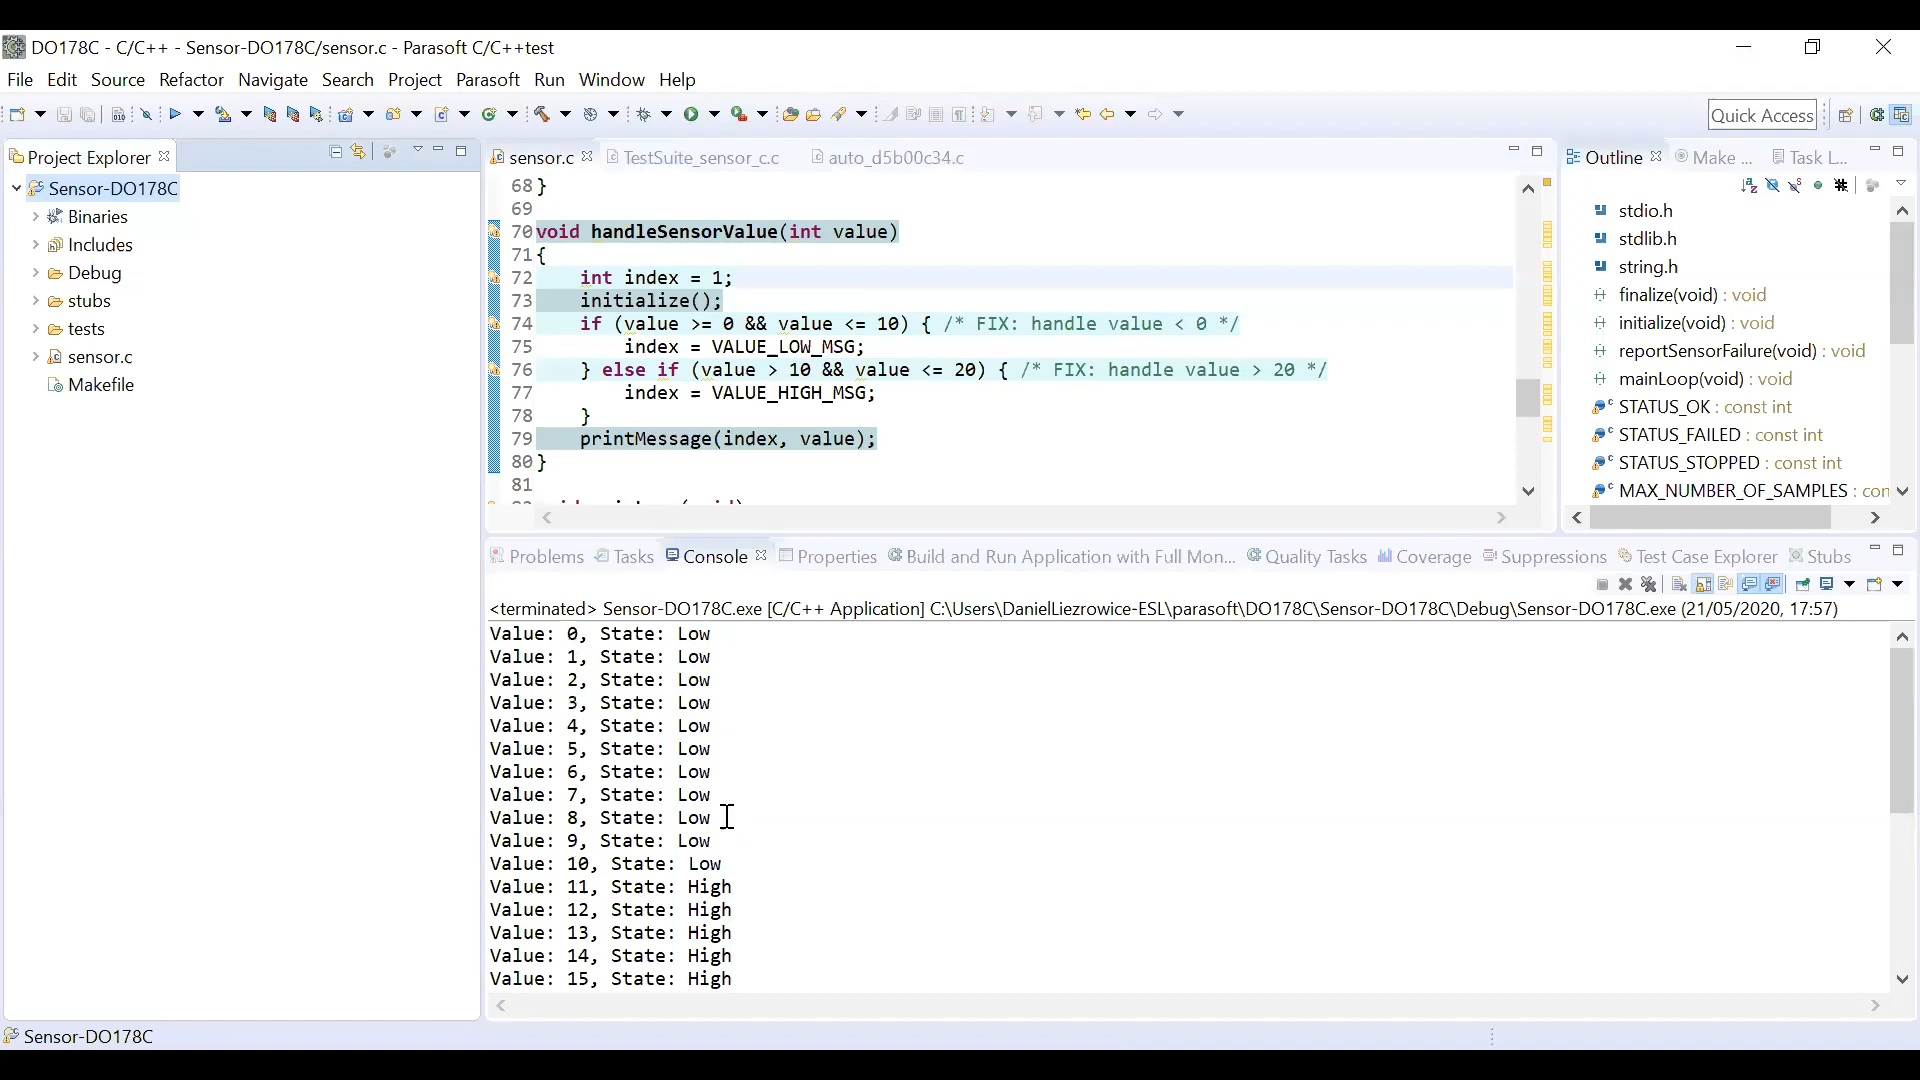 DO178C - C/C++ - Sensor-DO178C/sensor.c - Parasoft C/C++test
File Edit Source Refactor Navigate Search Project Parasoft Run Window Help
Quick Access
Project Explorer
Sensor-DO178C
Binaries
Includes
Debug
stubs
tests
sensor.c
Makefile
sensor.c TestSuite_sensor_c.c auto_d5b00c34.c
68 }
69
70 void handleSensorValue(int value)
71 {
72 int index = 1;
73 initialize();
74 if (value >= 0 && value <= 10) { /* FIX: handle value < 0 */
75 index = VALUE_LOW_MSG;
76 } else if (value > 10 && value <= 20) { /* FIX: handle value > 20 */
77 index = VALUE_HIGH_MSG;
78 }
79 printMessage(index, value);
80 }
81
Outline Make ... Task L...
stdio.h
stdlib.h
string.h
finalize(void) : void
initialize(void) : void
reportSensorFailure(void) : void
mainLoop(void) : void
STATUS_OK : const int
STATUS_FAILED : const int
STATUS_STOPPED : const int
MAX_NUMBER_OF_SAMPLES : con
Problems Tasks Console Properties Build and Run Application with Full Mon... Quality Tasks Coverage Suppressions Test Case Explorer Stubs
<terminated> Sensor-DO178C.exe [C/C++ Application] C:\Users\DanielLiezrowice-ESL\parasoft\DO178C\Sensor-DO178C\Debug\Sensor-DO178C.exe (21/05/2020, 17:57)
Value: 0, State: Low
Value: 1, State: Low
Value: 2, State: Low
Value: 3, State: Low
Value: 4, State: Low
Value: 5, State: Low
Value: 6, State: Low
Value: 7, State: Low
Value: 8, State: Low
Value: 9, State: Low
Value: 10, State: Low
Value: 11, State: High
Value: 12, State: High
Value: 13, State: High
Value: 14, State: High
Value: 15, State: High
Sensor-DO178C